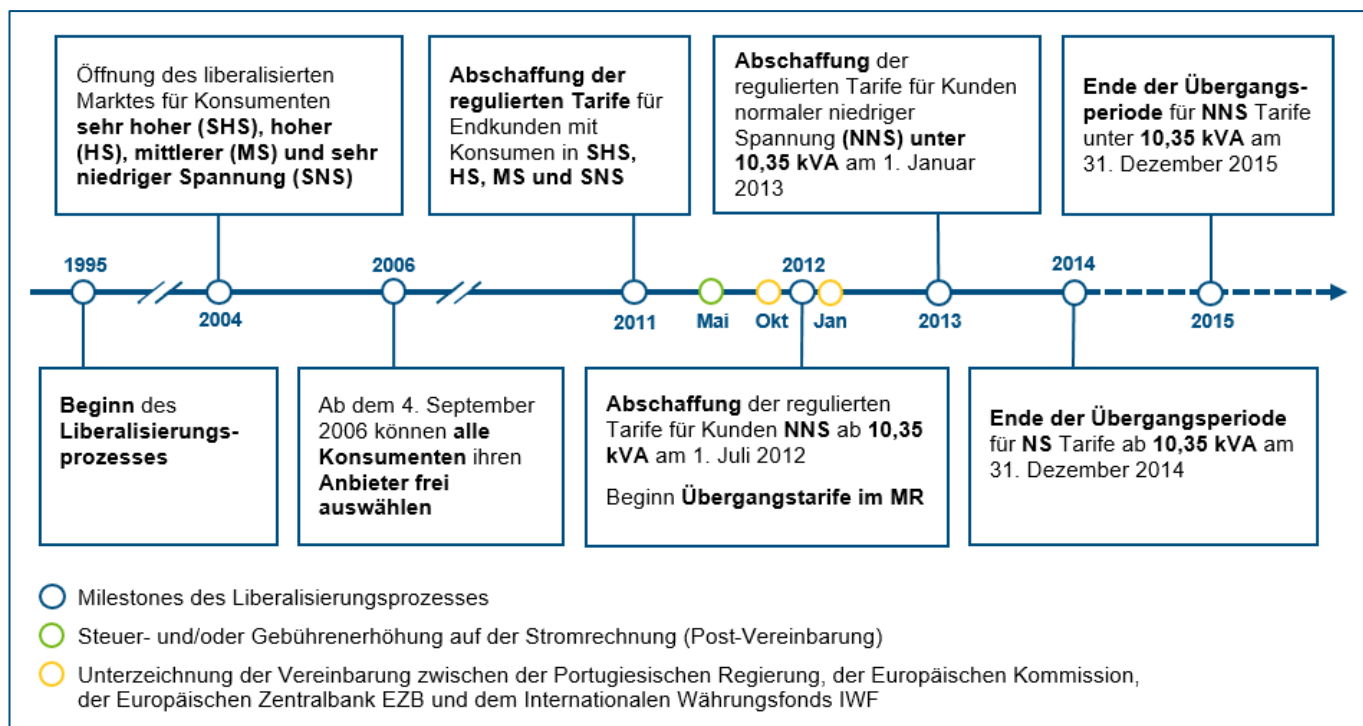 Öffnung des liberalisierten
Marktes für Konsumenten
sehr hoher (SHS), hoher
(HS), mittlerer (MS) und sehr
niedriger Spannung (SNS)
Abschaffung der
regulierten Tarife für
Endkunden mit
Konsumen in SHS,
HS, MS und SNS
Abschaffung der
regulierten Tarife für Kunden
normaler niedriger
Spannung (NNS) unter
10,35 kVA am 1. Januar
2013
Ende der Übergangs-
periode für NNS Tarife
unter 10,35 kVA am
31. Dezember 2015
1995
2004
2006
2011
Mai
Okt
2012
Jan
2013
2014
2015
Beginn des
Liberalisierungs-
prozesses
Ab dem 4. September
2006 können alle
Konsumenten ihren
Anbieter frei
auswählen
Abschaffung der regulierten
Tarife für Kunden NNS ab 10,35
kVA am 1. Juli 2012
Beginn Übergangstarife im MR
Ende der Übergangsperiode
für NS Tarife ab 10,35 kVA am
31. Dezember 2014
Milestones des Liberalisierungsprozesses
Steuer- und/oder Gebührenerhöhung auf der Stromrechnung (Post-Vereinbarung)
Unterzeichnung der Vereinbarung zwischen der Portugiesischen Regierung, der Europäischen Kommission,
der Europäischen Zentralbank EZB und dem Internationalen Währungsfonds IWF